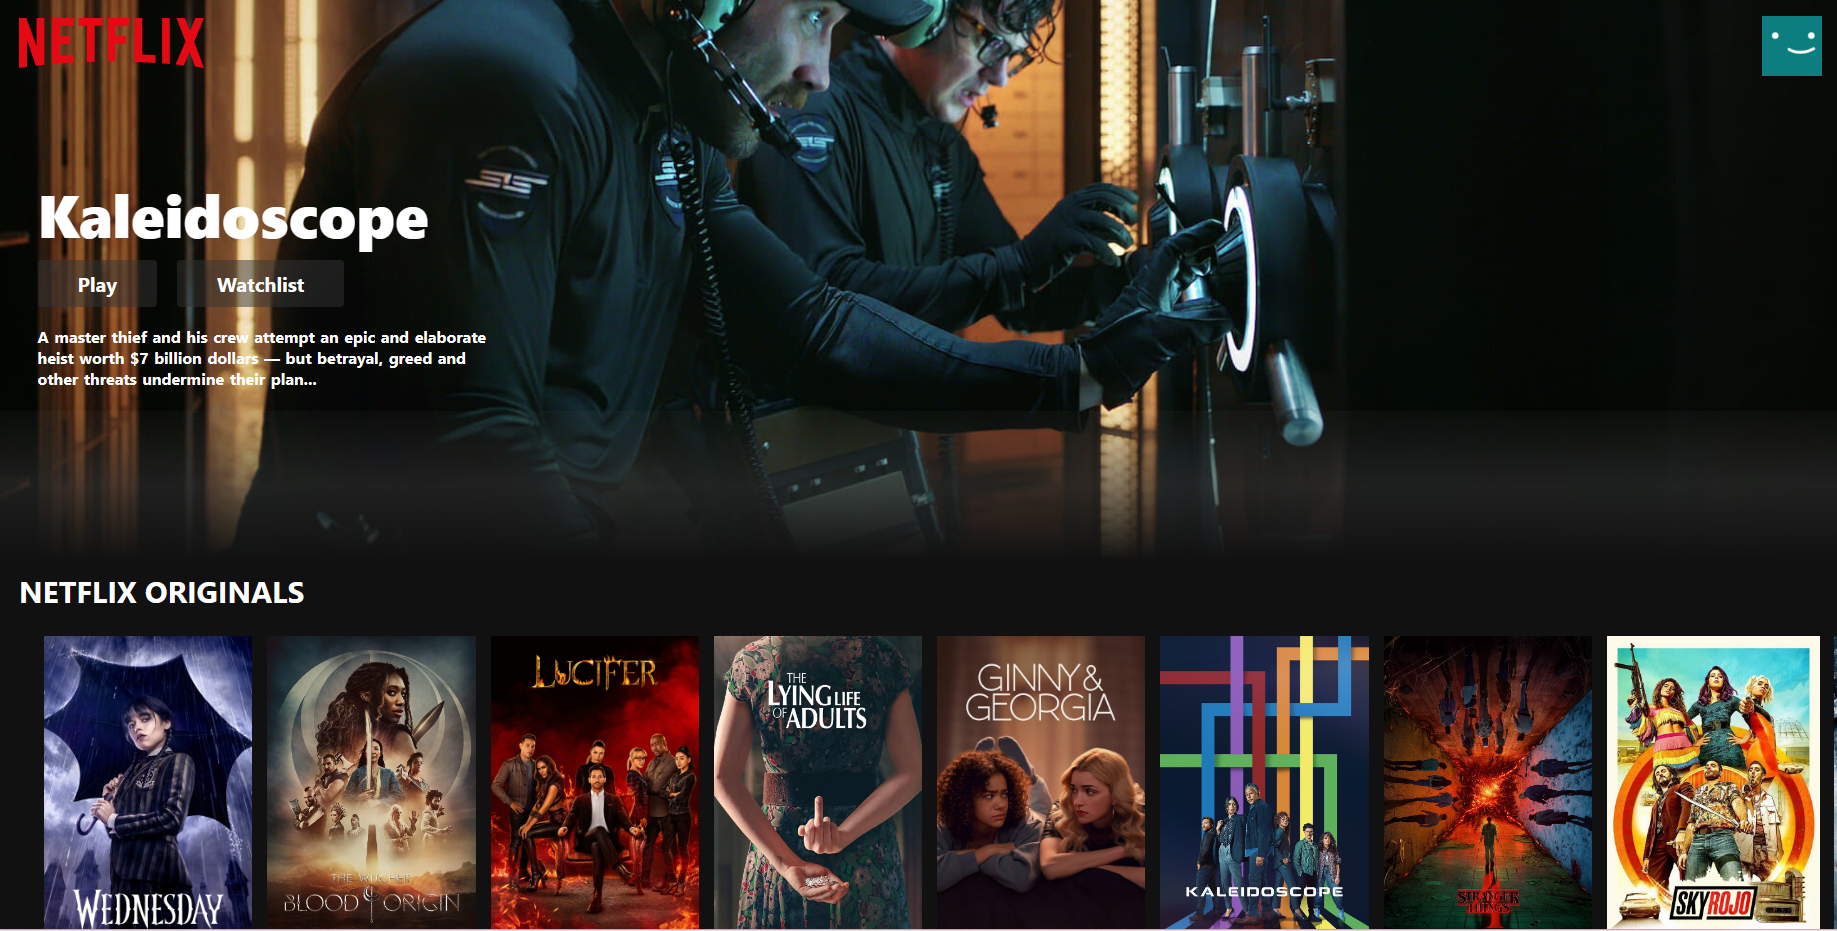 NETFLIX
Kaleidoscope
Play
Watchlist
A master thief and his crew attempt an epic and elaborate
heist worth $7 billion dollars — but betrayal, greed and
other threats undermine their plan...
NETFLIX ORIGINALS
WEDNESDAY
THE WITCHER
BLOOD ORIGIN
LUCIFER
THE
LYING LIFE
OF ADULTS
GINNY &
GEORGIA
KALEIDOSCOPE
STRANGER
THINGS
4
SKY ROJO